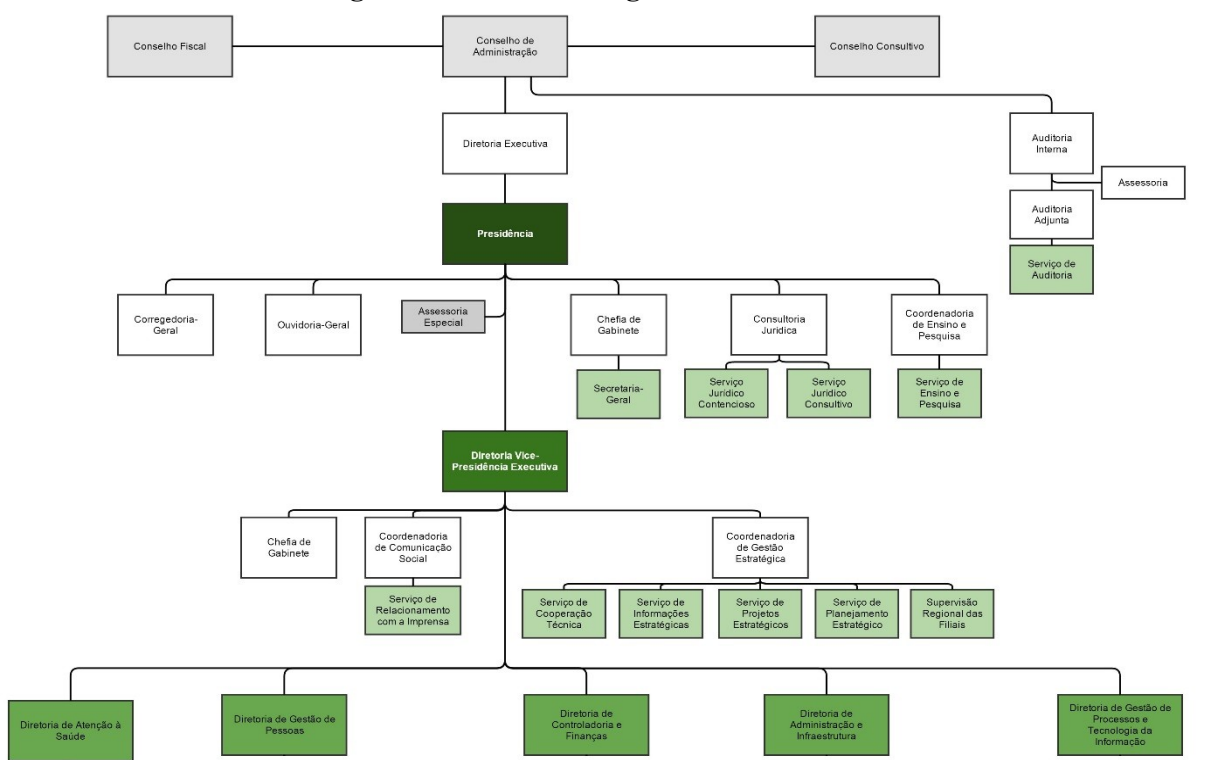 Conselho Fiscal
Conselho de
Administração
Conselho Consultivo
Diretoria Executiva
Auditoria
Interna
Assessoria
Auditoria
Adjunta
Presidência
Serviço de
Auditoria
Corregedoria-
Geral
Ouvidoria-Geral
Assessoria
Especial
Chefia de
Gabinete
Consultoria
Jurídica
Coordenadoria
de Ensino e
Pesquisa
Secretaria-
Geral
Serviço
Jurídico
Contencioso
Serviço
Jurídico
Consultivo
Serviço de
Ensino e
Pesquisa
Diretoria Vice-
Presidência Executiva
Chefia de
Gabinete
Coordenadoria
de Comunicação
Social
Coordenadoria
de Gestão
Estratégica
Serviço de
Relacionamento
com a Imprensa
Serviço de
Cooperação
Técnica
Serviço de
Informações
Estratégicas
Serviço de
Projetos
Estratégicos
Serviço de
Planejamento
Estratégico
Supervisão
Regional das
Filiais
Diretoria de Atenção à
Saúde
Diretoria de Gestão de
Pessoas
Diretoria de
Controladoria e
Finanças
Diretoria de
Administração e
Infraestrutura
Diretoria de Gestão de
Processos e
Tecnologia da
Informação